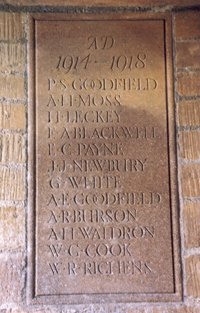 AD
1914–1918
P·S·GOODFIELD
A·H·MOSS
H·LECKEY
F·A·BLACKWELL
F·C·PAYNE
J·J·NEWBURY
G·WHITE
A·E·GOODFIELD
A·R·BURSON
A·H·WALDRON
W·G·COOK
W·R·RICHENS